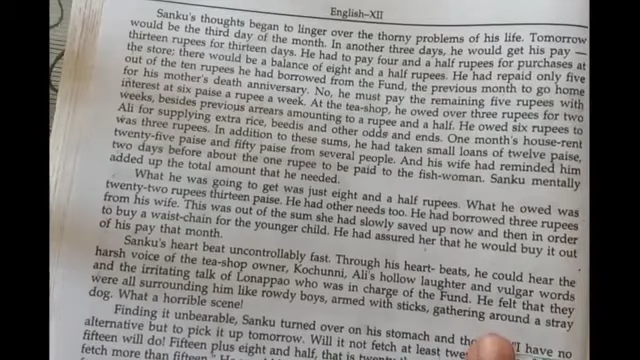 English–XII
Sanku's thoughts began to linger over the thorny problems of his life. Tomorrow
would be the third day of the month. In another three days, he would get his pay —
thirteen rupees for thirteen days. He had to pay four and a half rupees for purchases at
the store; there would be a balance of eight and a half rupees. He had repaid only five
out of the ten rupees he had borrowed from the Fund, the previous month to go home
for his mother's death anniversary. No, he must pay the remaining five rupees with
interest at six paise a rupee a week. At the tea-shop, he owed over three rupees for two
weeks, besides previous arrears amounting to a rupee and a half. He owed six rupees to
Ali for supplying extra rice, beedis and other odds and ends. One month's house-rent
was three rupees. In addition to these sums, he had taken small loans of twelve paise,
twenty-five paise and fifty paise from several people. And his wife had reminded him
two days before about the one rupee to be paid to the fish-woman. Sanku mentally
added up the total amount that he needed.
What he was going to get was just eight and a half rupees. What he owed was
twenty-two rupees thirteen paise. He had other needs too. He had borrowed three rupees
from his wife. This was out of the sum she had slowly saved up now and then in order
to buy a waist-chain for the younger child. He had assured her that he would buy it out
of his pay that month.
Sanku's heart beat uncontrollably fast. Through his heart- beats, he could hear the
harsh voice of the tea-shop owner, Kochunni, Ali's hollow laughter and vulgar words
and the irritating talk of Lonappao who was in charge of the Fund. He felt that they
were all surrounding him like rowdy boys, armed with sticks, gathering around a stray
dog. What a horrible scene!
Finding it unbearable, Sanku turned over on his stomach and "I have no
alternative but to pick it up tomorrow. Will it not fetch at least
fifteen will do! Fifteen plus eight and half, that is
fetch more than fifteen."